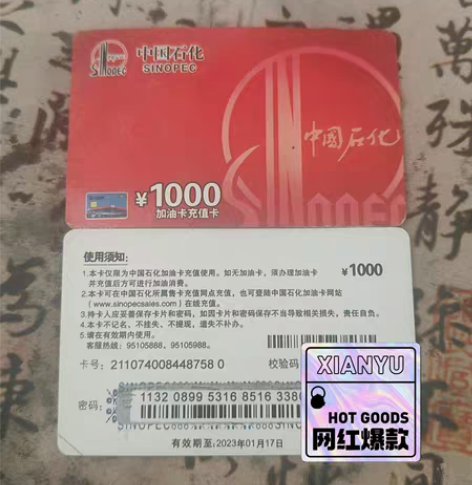 中国石化
SINOPEC
SINOPEC
中國石化
¥1000
加油卡充值卡
SINOPEC
使用须知：
¥1000
1.本卡仅限为中国石化加油卡充值使用。如无加油卡，须办理加油卡
并充值后方可进行加油消费。
2.本卡可在中国石化所属售卡充值网点充值，也可登陆中国石化加油卡网站
（www.sinopecsales.com）在线充值。
3.持卡人应妥善保存卡片和密码，如因卡片和密码保存不当导致相关损失，责任自负。
4.本卡不记名，不挂失、不提现，遗失不补办。
5.请在有效期内使用。
客服热线：95105888、95105988。
卡号：211074008448758 0
校验码
密码：
1132 0899 5316 8516 3380
有效期至：2023年01月17日
XIANYU
HOT GOODS
网红爆款